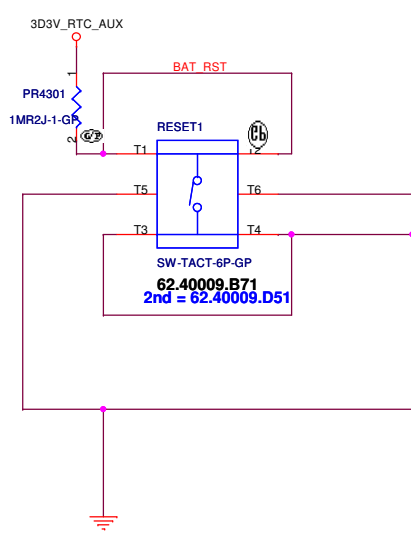 3D3V_RTC_AUX
BAT_RST
1
PR4301
1MR2J-1-GP
2
G/P
RESET1
T1
T2
T5
T6
T3
T4
SW-TACT-6P-GP
62.40009.B71
2nd = 62.40009.D51